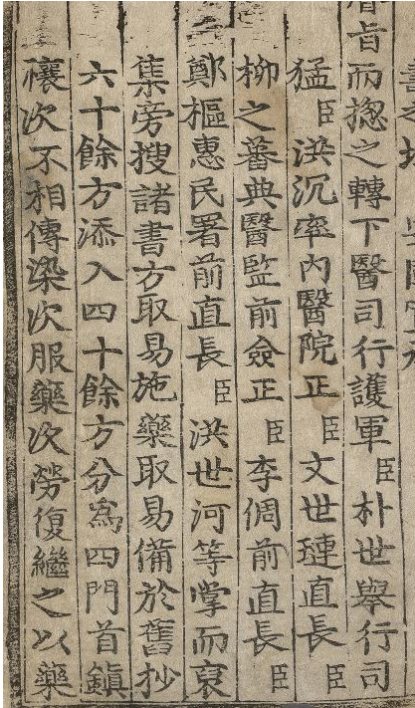 旨而揔之轉下醫司行護軍臣朴世擧行司
猛臣洪沉率內醫院正臣文世璉直長臣
柳之蕃典醫監前僉正臣李倜前直長臣
鄭樞惠民署前直長臣洪世河等掌而裒
集旁搜諸書方取易施藥取易備於舊抄
六十餘方添入四十餘方分爲四門首鎭
禳次不相傳染次服藥次勞復繼之以藥